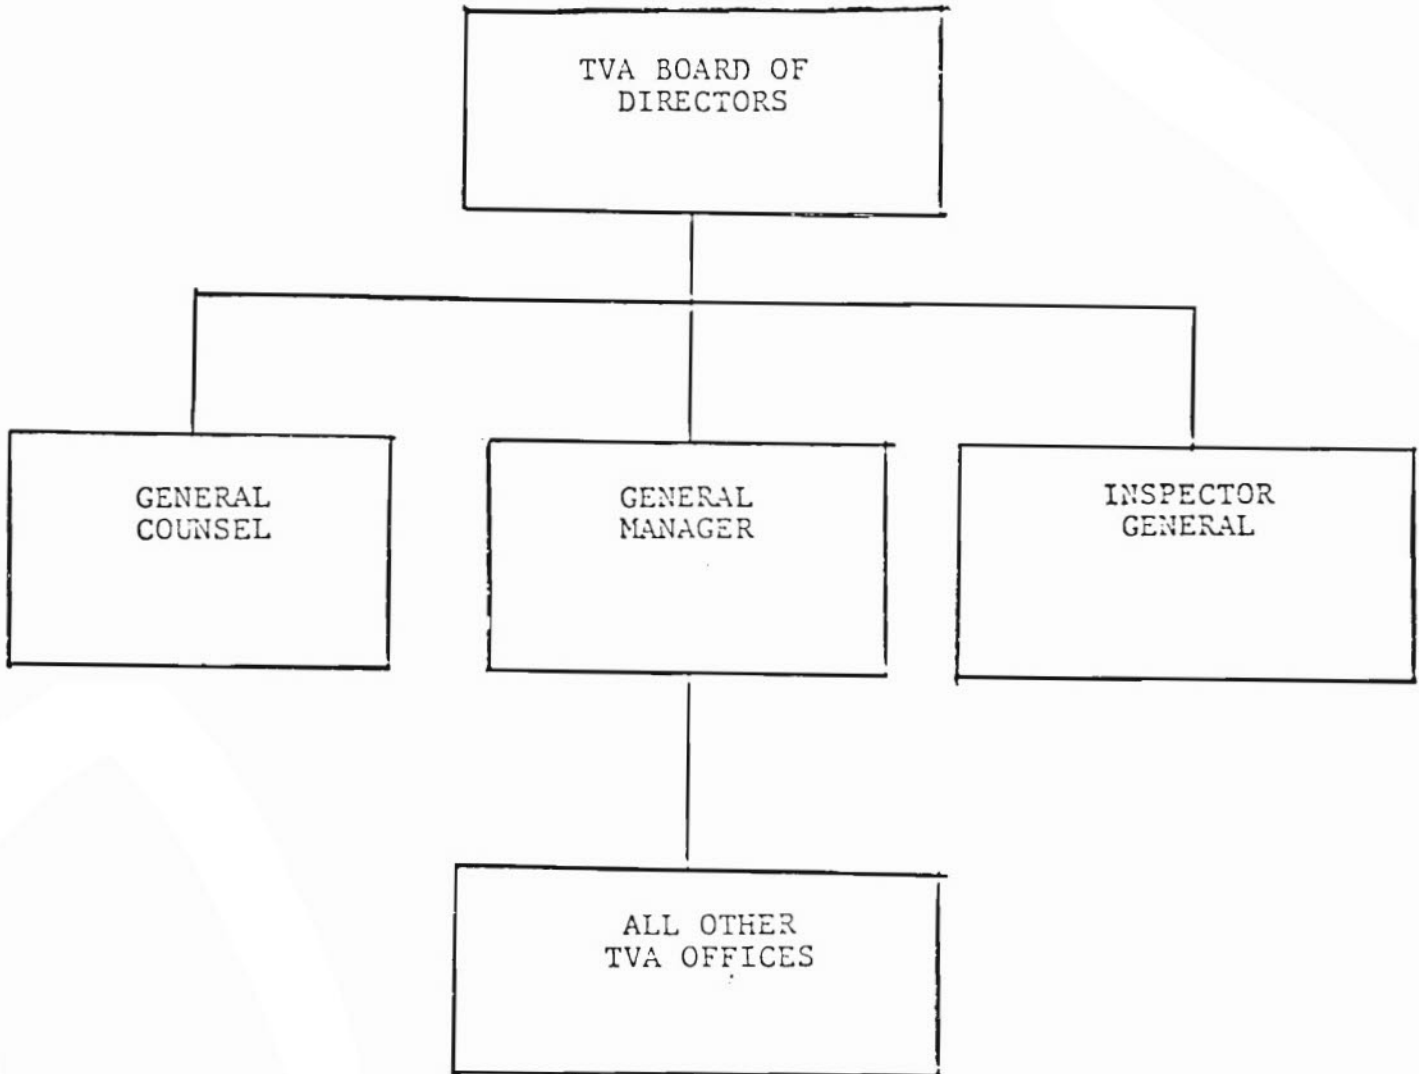 TVA BOARD OF
DIRECTORS
GENERAL
COUNSEL
GENERAL
MANAGER
INSPECTOR
GENERAL
ALL OTHER
TVA OFFICES